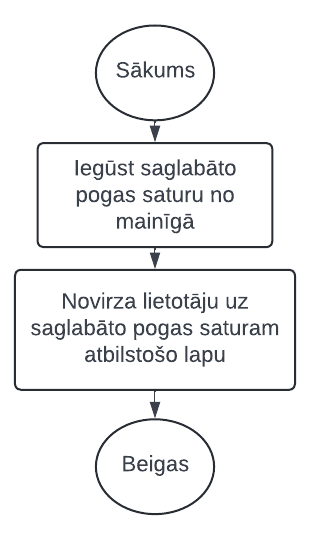 Sākums
Iegūst saglabāto
pogas saturu no
mainīgā
Novirza lietotāju uz
saglabāto pogas saturam
atbilstošo lapu
Beigas